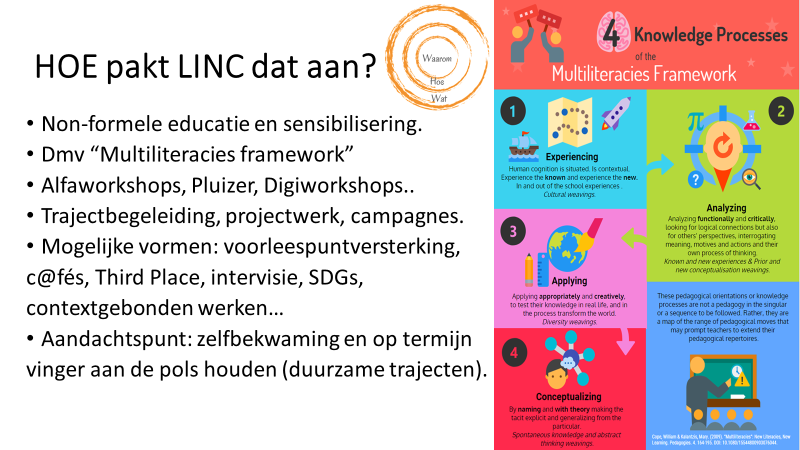 HOE pakt LINC dat aan?
Waarom
Hoe
Wat
• Non-formele educatie en sensibilisering.
• Dmv “Multiliteracies framework”
• Alfaworkshops, Pluizer, Digiworkshops..
• Trajectbegeleiding, projectwerk, campagnes.
• Mogelijke vormen: voorleespuntversterking,
c@fés, Third Place, intervisie, SDGs,
contextgebonden werken…
• Aandachtspunt: zelfbekwaming en op termijn
vinger aan de pols houden (duurzame trajecten).
4 Knowledge Processes
of the
Multiliteracies Framework
1
Experiencing
Human cognition is situated. Is contextual.
Experience the known and experience the new.
In and out of the school experiences.
Cultural weavings.
2
π
?
Analyzing
Analyzing functionally and critically,
looking for logical connections but also
for others' perspectives, interrogating
meaning, motives and actions and their
own process of thinking.
Known and new experiences & Prior and
new conceptualisation weavings.
3
Applying
Applying appropriately and creatively,
to test their knowledge in real life, and in
the process transform the world.
Diversity weavings
4
Conceptualizing
By naming and with theory making the
tacit explicit and generalizing from the
particular.
Spontaneous knowledge and abstract
thinking weavings.
These pedagogical orientations or knowledge
processes are not a pedagogy in the singular
or a sequence to be followed. Rather, they are
a map of the range of pedagogical moves that
may prompt teachers to extend their
pedagogical repertoires.
Cope, William & Kalantzis, Mary. (2009). "Multiliteracies": New Literacies, New
Learning. Pedagogies. 4. 164-195. DOI: 10.1080/15544800903076044.